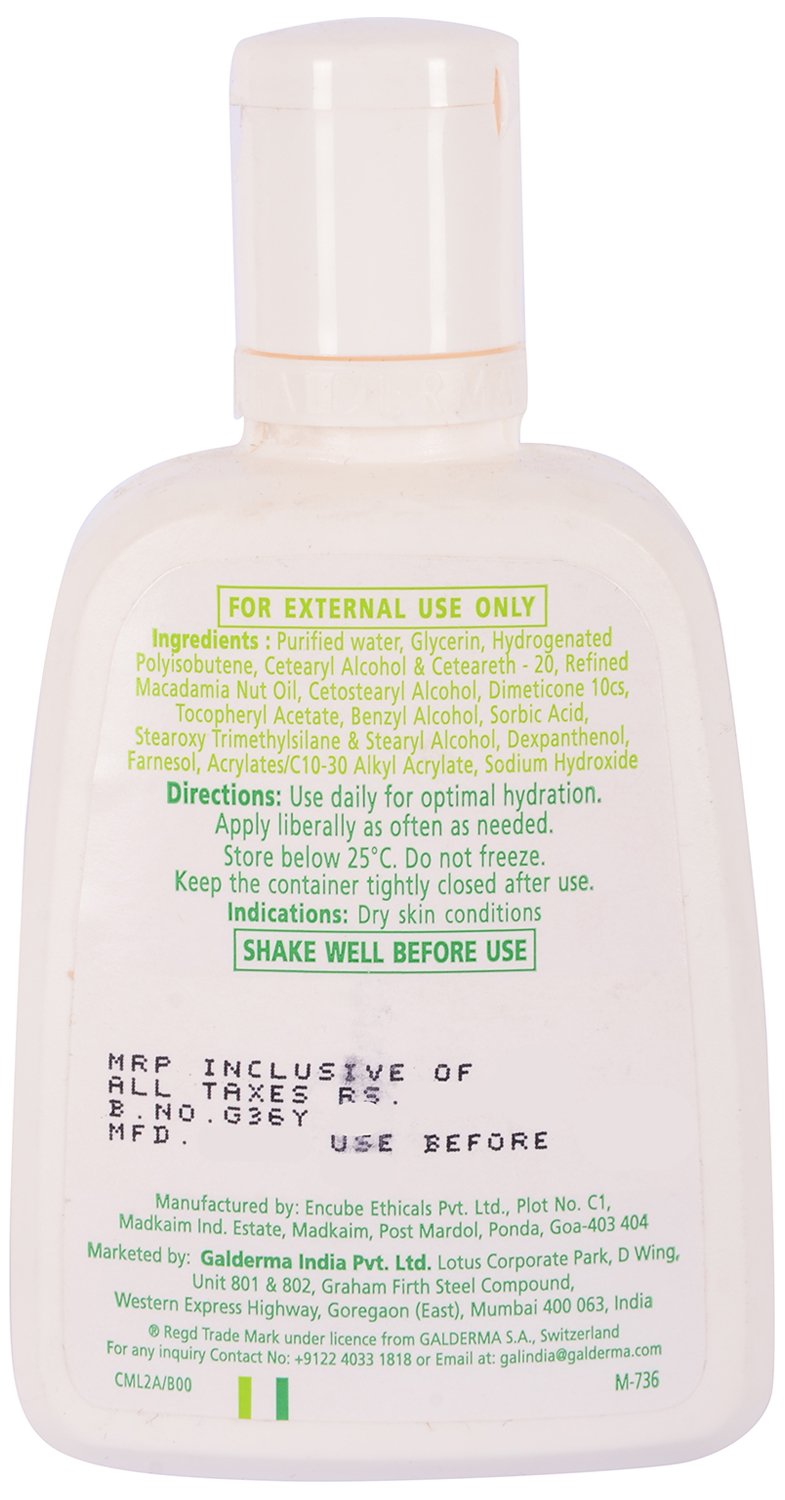 GALDERMA
FOR EXTERNAL USE ONLY
Ingredients : Purified water, Glycerin, Hydrogenated
Polyisobutene, Cetearyl Alcohol & Ceteareth - 20, Refined
Macadamia Nut Oil, Cetostearyl Alcohol, Dimeticone 10cs,
Tocopheryl Acetate, Benzyl Alcohol, Sorbic Acid,
Stearoxy Trimethylsilane & Stearyl Alcohol, Dexpanthenol,
Farnesol, Acrylates/C10-30 Alkyl Acrylate, Sodium Hydroxide
Directions: Use daily for optimal hydration.
Apply liberally as often as needed.
Store below 25°C. Do not freeze.
Keep the container tightly closed after use.
Indications: Dry skin conditions
SHAKE WELL BEFORE USE
MRP INCLUSIVE OF
ALL TAXES RS.
B.NO.G36Y
MFD. USE BEFORE
Manufactured by: Encube Ethicals Pvt. Ltd., Plot No. C1,
Madkaim Ind. Estate, Madkaim, Post Mardol, Ponda, Goa-403 404
Marketed by: Galderma India Pvt. Ltd. Lotus Corporate Park, D Wing,
Unit 801 & 802, Graham Firth Steel Compound,
Western Express Highway, Goregaon (East), Mumbai 400 063, India
® Regd Trade Mark under licence from GALDERMA S.A., Switzerland
For any inquiry Contact No: +9122 4033 1818 or Email at: galindia@galderma.com
CML2A/B00 M-736